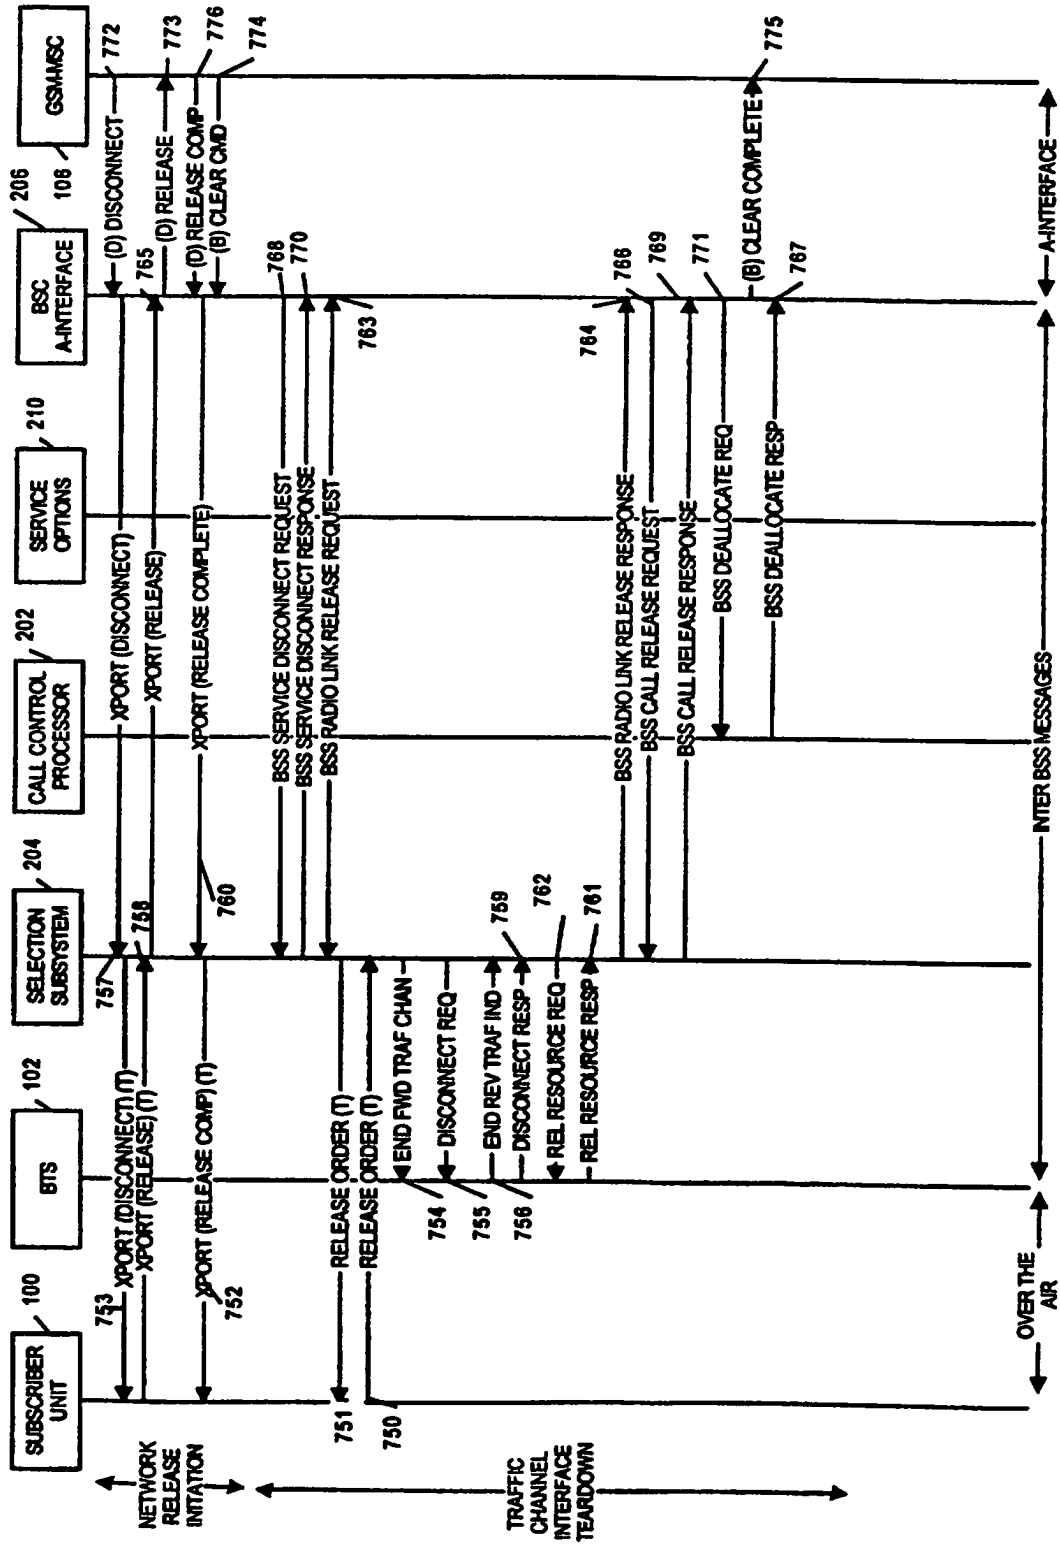 SUBSCRIBER
UNIT
100
BTS
102
SELECTION
SUBSYSTEM
204
CALL CONTROL
PROCESSOR
202
SERVICE
OPTIONS
210
BSC
A-INTERFACE
206
GSM-MSC
106
NETWORK
RELEASE
INITATION
(D) DISCONNECT
772
XPORT (DISCONNECT)
757
XPORT (DISCONNECT) (T)
753
XPORT (RELEASE) (T)
758
XPORT (RELEASE)
765
(D) RELEASE
773
(D) RELEASE COMP
776
XPORT (RELEASE COMPLETE)
760
XPORT (RELEASE COMP) (T)
752
(B) CLEAR CMD
774
TRAFFIC
CHANNEL
INTERFACE
TEARDOWN
BSS SERVICE DISCONNECT REQUEST
768
BSS SERVICE DISCONNECT RESPONSE
770
BSS RADIO LINK RELEASE REQUEST
763
RELEASE ORDER (T)
751
RELEASE ORDER (T)
750
END FWD TRAF CHAN
754
DISCONNECT REQ
755
END REV TRAF IND
756
DISCONNECT RESP
759
REL RESOURCE REQ
762
REL RESOURCE RESP
761
BSS RADIO LINK RELEASE RESPONSE
764
BSS CALL RELEASE REQUEST
766
BSS CALL RELEASE RESPONSE
769
BSS DEALLOCATE REQ
771
(B) CLEAR COMPLETE
775
BSS DEALLOCATE RESP
767
OVER THE
AIR
INTER BSS MESSAGES
A-INTERFACE